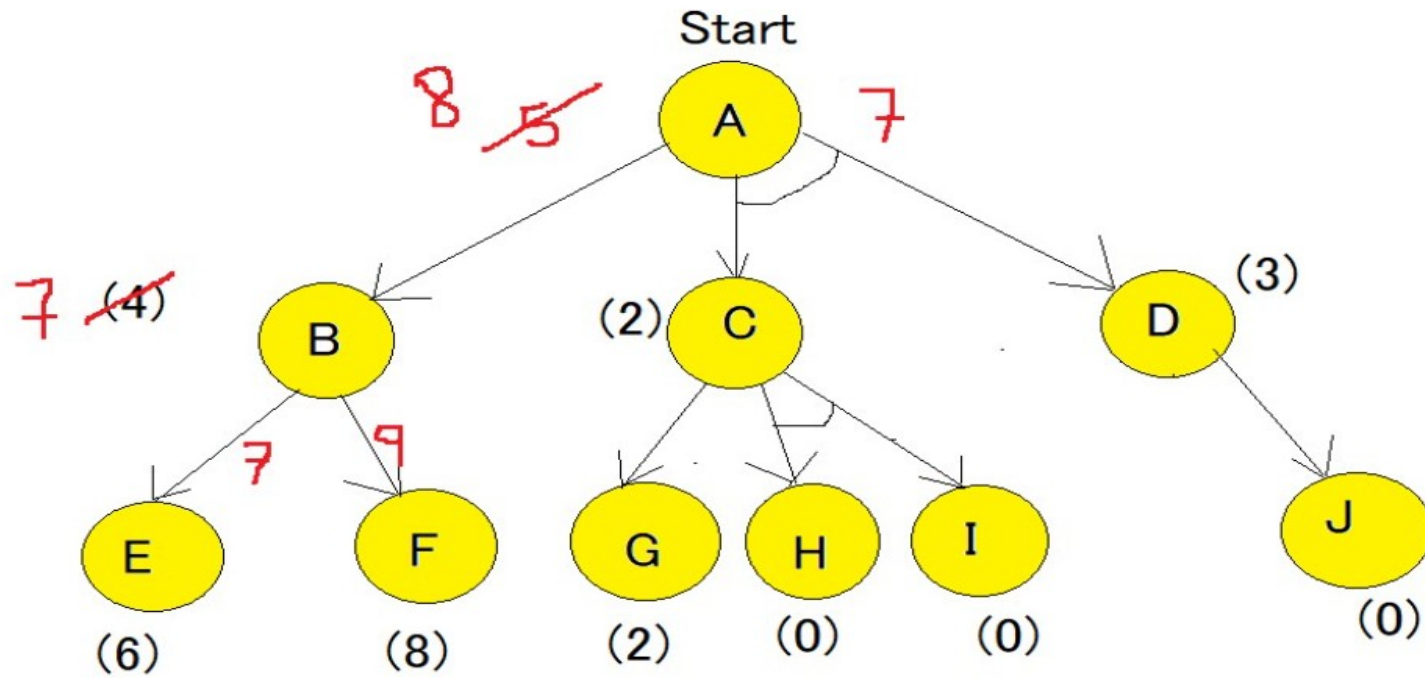 Start
8 5 A 7
7 (4) B (2) C D (3)
7 9
E F G H I J
(6) (8) (2) (0) (0) (0)